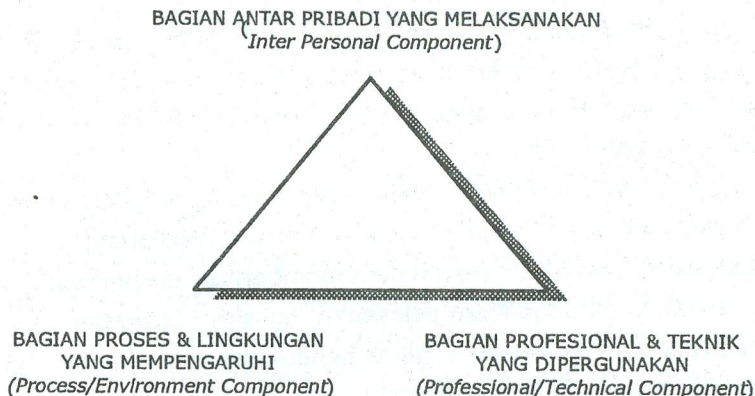 BAGIAN ANTAR PRIBADI YANG MELAKSANAKAN
(Inter Personal Component)
BAGIAN PROSES & LINGKUNGAN
YANG MEMPENGARUHI
(Process/Environment Component)
BAGIAN PROFESIONAL & TEKNIK
YANG DIPERGUNAKAN
(Professional/Technical Component)